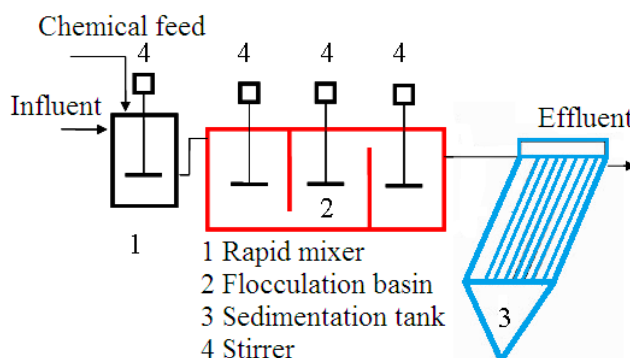 Chemical feed
4
4
4
4
Influent
Effluent
2
1
3
1 Rapid mixer
2 Flocculation basin
3 Sedimentation tank
4 Stirrer